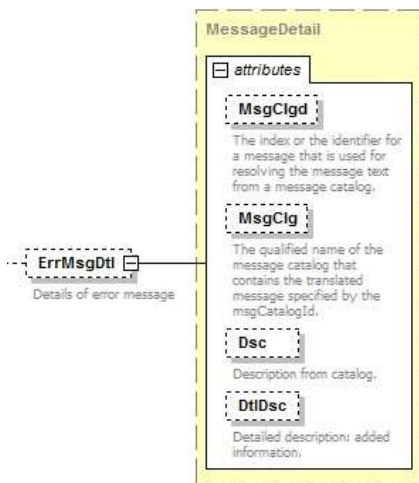 MessageDetail
attributes
MsgClgd
The index or the identifier for
a message that is used for
resolving the message text
from a message catalog.
MsgClg
The qualified name of the
message catalog that
contains the translated
message specified by the
msgCatalogId.
ErrMsgDtl
Details of error message
Dsc
Description from catalog.
DtlDsc
Detailed description: added
information.